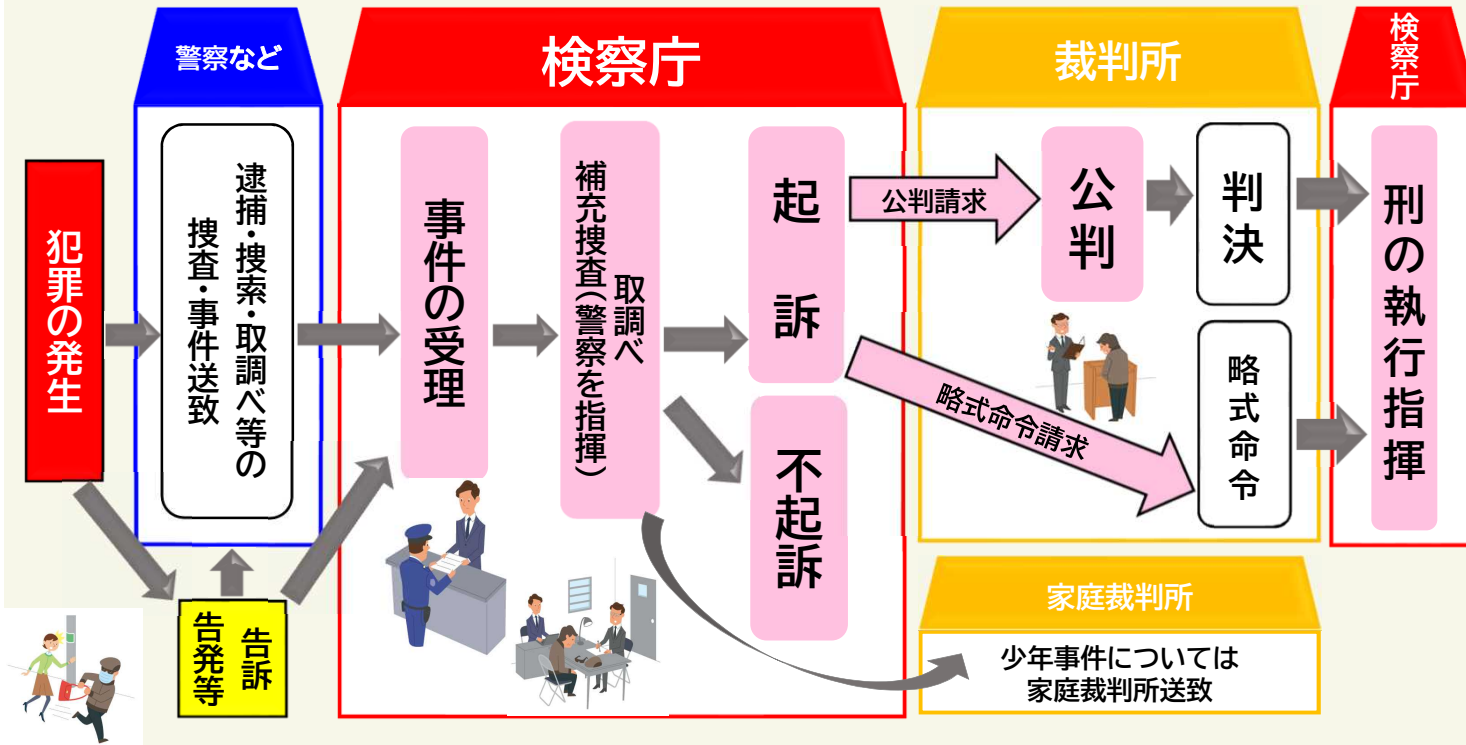 警察など
検察庁
裁判所
検察庁
犯罪の発生
逮捕・捜索・取調べ等の
捜査・事件送致
告訴
告発等
事件の受理
取調べ
補充捜査(警察を指揮)
起訴
不起訴
公判請求
略式命令請求
公判
判決
略式命令
刑の執行指揮
家庭裁判所
少年事件については
家庭裁判所送致